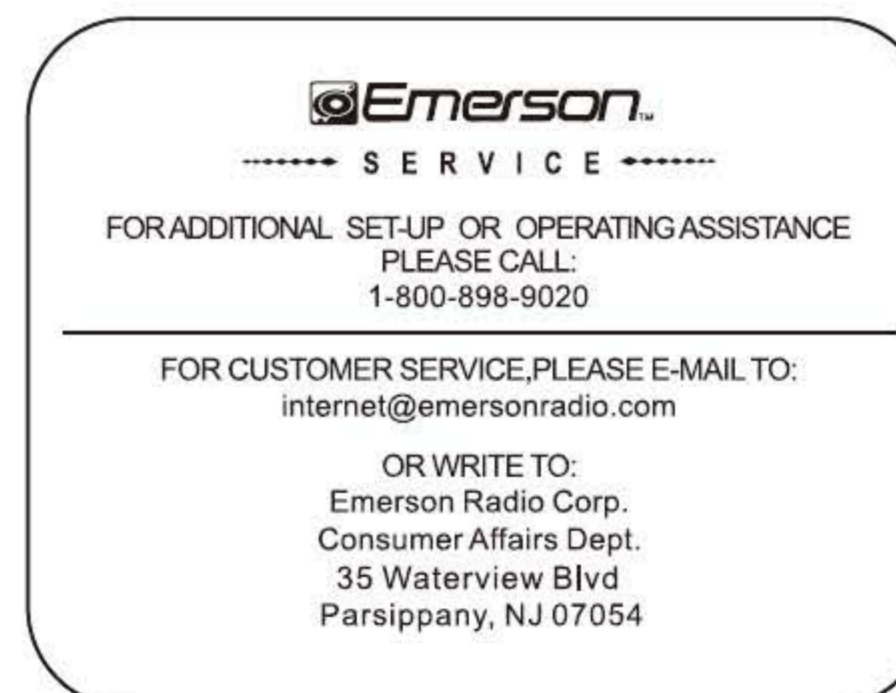 Emerson™
SERVICE
FOR ADDITIONAL SET-UP OR OPERATING ASSISTANCE
PLEASE CALL:
1-800-898-9020
FOR CUSTOMER SERVICE,PLEASE E-MAIL TO:
internet@emersonradio.com
OR WRITE TO:
Emerson Radio Corp.
Consumer Affairs Dept.
35 Waterview Blvd
Parsippany, NJ 07054